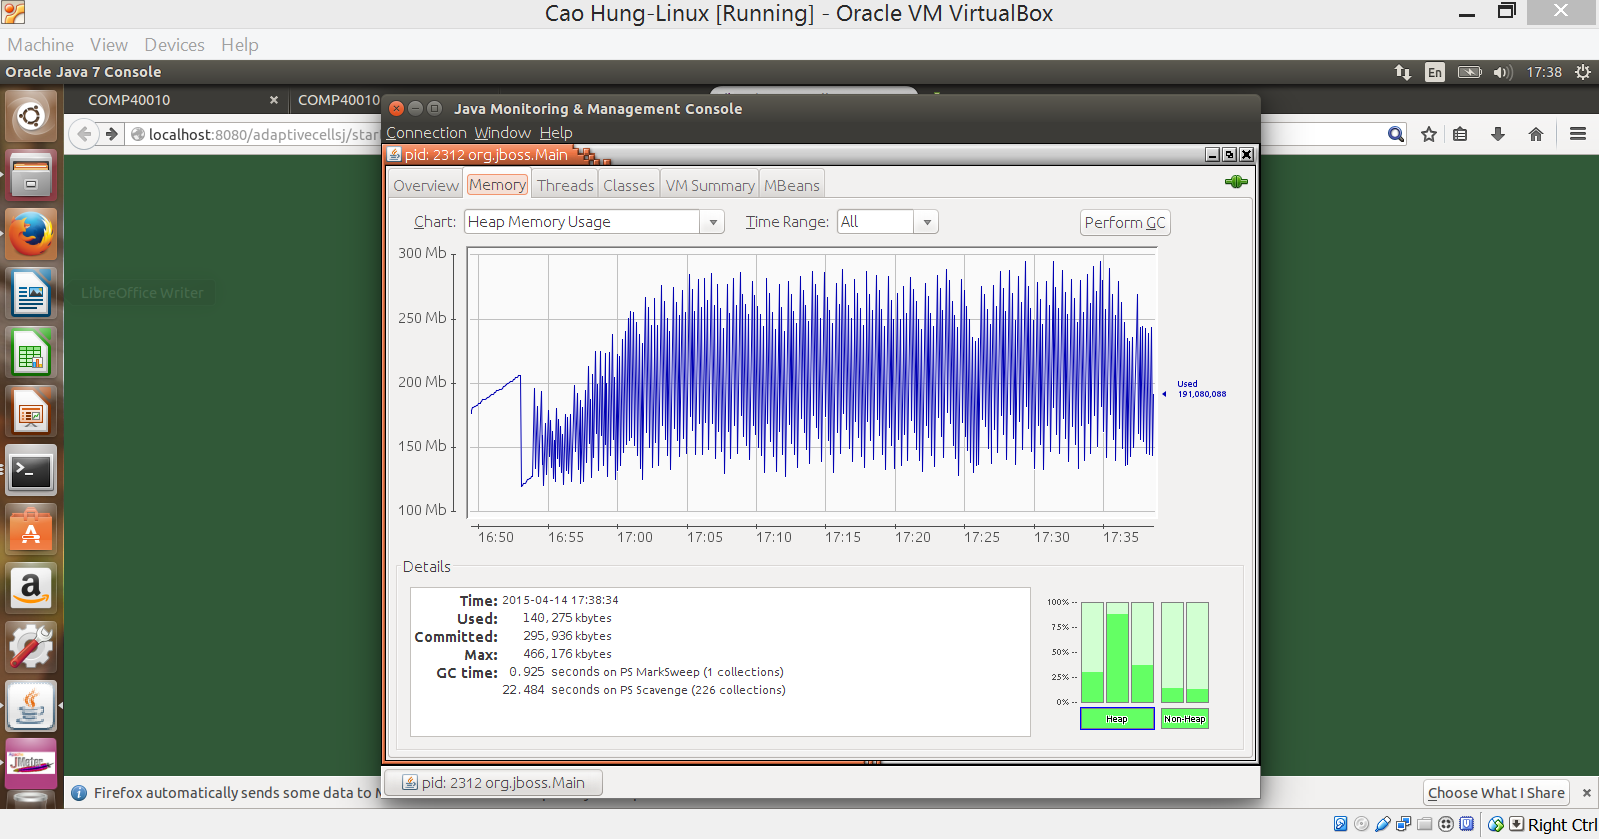 Cao Hung-Linux [Running] - Oracle VM VirtualBox
Machine View Devices Help
Oracle Java 7 Console
En
17:38
COMP40010 ×
COMP40010
Java Monitoring & Management Console
Connection Window Help
localhost:8080/adaptivecellsj/star
pid: 2312 org.jboss.Main
Overview Memory Threads Classes VM Summary MBeans
Chart: Heap Memory Usage Time Range: All Perform GC
300 Mb
250 Mb
200 Mb
150 Mb
100 Mb
Used
191,080,088
16:50 16:55 17:00 17:05 17:10 17:15 17:20 17:25 17:30 17:35
LibreOffice Writer
Details
Time: 2015-04-14 17:38:34
Used: 140,275 kbytes
Committed: 295,936 kbytes
Max: 466,176 kbytes
GC time: 0.925 seconds on PS MarkSweep (1 collections)
22.484 seconds on PS Scavenge (226 collections)
100% --
75% --
50% --
25% --
0% --
Heap Non-Heap
JMeter
pid: 2312 org.jboss.Main
Firefox automatically sends some data to
Choose What I Share ×
Right Ctrl